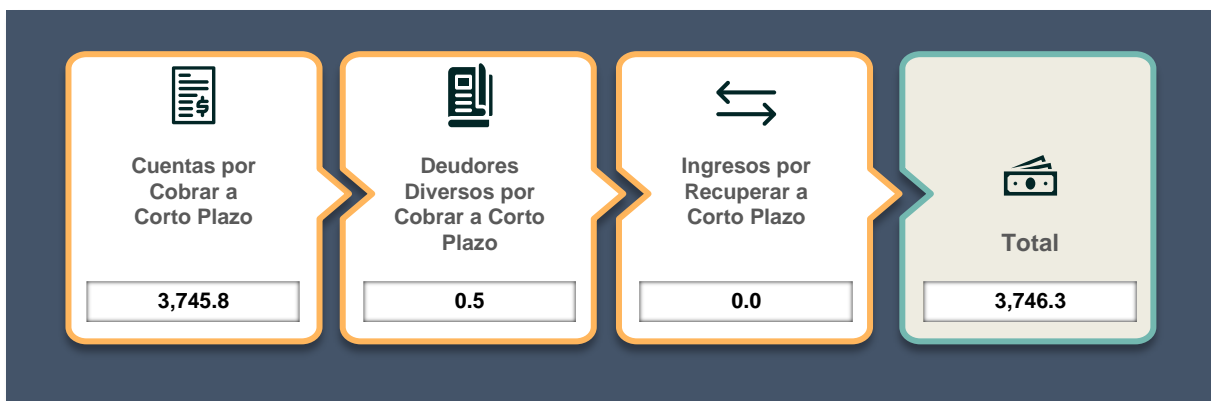 Cuentas por
Cobrar a
Corto Plazo
3,745.8
Deudores
Diversos por
Cobrar a Corto
Plazo
0.5
Ingresos por
Recuperar a
Corto Plazo
0.0
Total
3,746.3